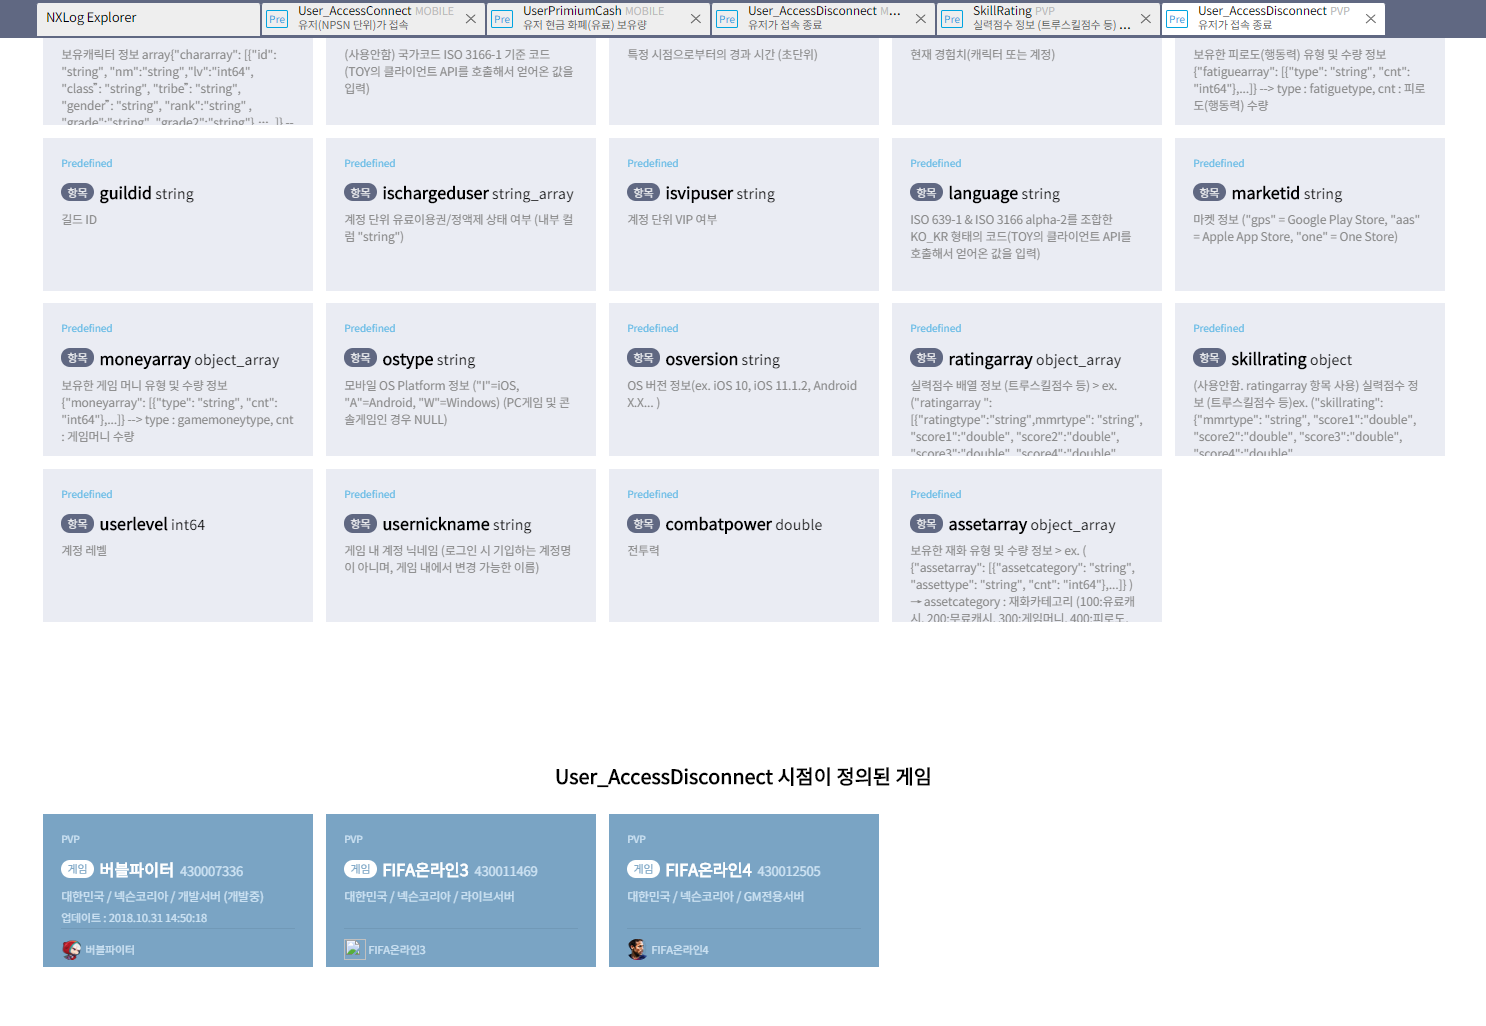 NXLog Explorer
Pre
User_AccessConnect MOBILE
유저(NPSN 단위)가 접속
Pre
UserPrimiumCash MOBILE
유저 현금 화폐(유료) 보유량
Pre
User_AccessDisconnect M...
유저가 접속 종료
Pre
SkillRating PVP
실력점수 정보 (트루스킬점수 등) ...
Pre
User_AccessDisconnect PVP
유저가 접속 종료
보유캐릭터 정보 array{"chararray": [{"id":
"string", "nm":"string","lv":"int64",
"class": "string", "tribe": "string",
"gender": "string", "rank":"string" ,
"grade":"string", "grade2":"string"},…. ]} --
(사용안함) 국가코드 ISO 3166-1 기준 코드
(TOY의 클라이언트 API를 호출해서 얻어온 값을
입력)
특정 시점으로부터의 경과 시간 (초단위)
현재 경험치(캐릭터 또는 계정)
보유한 피로도(행동력) 유형 및 수량 정보
{"fatiguearray": [{"type": "string", "cnt":
"int64"},...]} --> type : fatiguetype, cnt : 피로
도(행동력) 수량
Predefined
항목 guildid string
길드 ID
Predefined
항목 ischargeduser string_array
계정 단위 유료이용권/정액제 상태 여부 (내부 컬
럼 "string")
Predefined
항목 isvipuser string
계정 단위 VIP 여부
Predefined
항목 language string
ISO 639-1 & ISO 3166 alpha-2를 조합한
KO_KR 형태의 코드(TOY의 클라이언트 API를
호출해서 얻어온 값을 입력)
Predefined
항목 marketid string
마켓 정보 ("gps" = Google Play Store, "aas"
= Apple App Store, "one" = One Store)
Predefined
항목 moneyarray object_array
보유한 게임 머니 유형 및 수량 정보
{"moneyarray": [{"type": "string", "cnt":
"int64"},...]} --> type : gamemoneytype, cnt
: 게임머니 수량
Predefined
항목 ostype string
모바일 OS Platform 정보 ("I"=iOS,
"A"=Android, "W"=Windows) (PC게임 및 콘
솔게임인 경우 NULL)
Predefined
항목 osversion string
OS 버전 정보(ex. iOS 10, iOS 11.1.2, Android
X.X... )
Predefined
항목 ratingarray object_array
실력점수 배열 정보 (트루스킬점수 등) > ex.
("ratingarray ":
[{"ratingtype":"string",mmrtype": "string",
"score1":"double", "score2":"double",
"score3":"double", "score4":"double",
Predefined
항목 skillrating object
(사용안함. ratingarray 항목 사용) 실력점수 정
보 (트루스킬점수 등)ex. ("skillrating":
{"mmrtype": "string", "score1":"double",
"score2":"double", "score3":"double",
"score4":"double",
Predefined
항목 userlevel int64
계정 레벨
Predefined
항목 usernickname string
게임 내 계정 닉네임 (로그인 시 기입하는 계정명
이 아니며, 게임 내에서 변경 가능한 이름)
Predefined
항목 combatpower double
전투력
Predefined
항목 assetarray object_array
보유한 재화 유형 및 수량 정보 > ex. (
{"assetarray": [{"assetcategory": "string",
"assettype": "string", "cnt": "int64"},...]} )
→ assetcategory : 재화카테고리 (100:유료캐
시, 200:무료캐시, 300:게임머니, 400:피로도,
User_AccessDisconnect 시점이 정의된 게임
PVP
게임 버블파이터 430007336
대한민국 / 넥슨코리아 / 개발서버 (개발중)
업데이트 : 2018.10.31 14:50:18
버블파이터
PVP
게임 FIFA온라인3 430011469
대한민국 / 넥슨코리아 / 라이브서버
FIFA온라인3
PVP
게임 FIFA온라인4 430012505
대한민국 / 넥슨코리아 / GM전용서버
FIFA온라인4